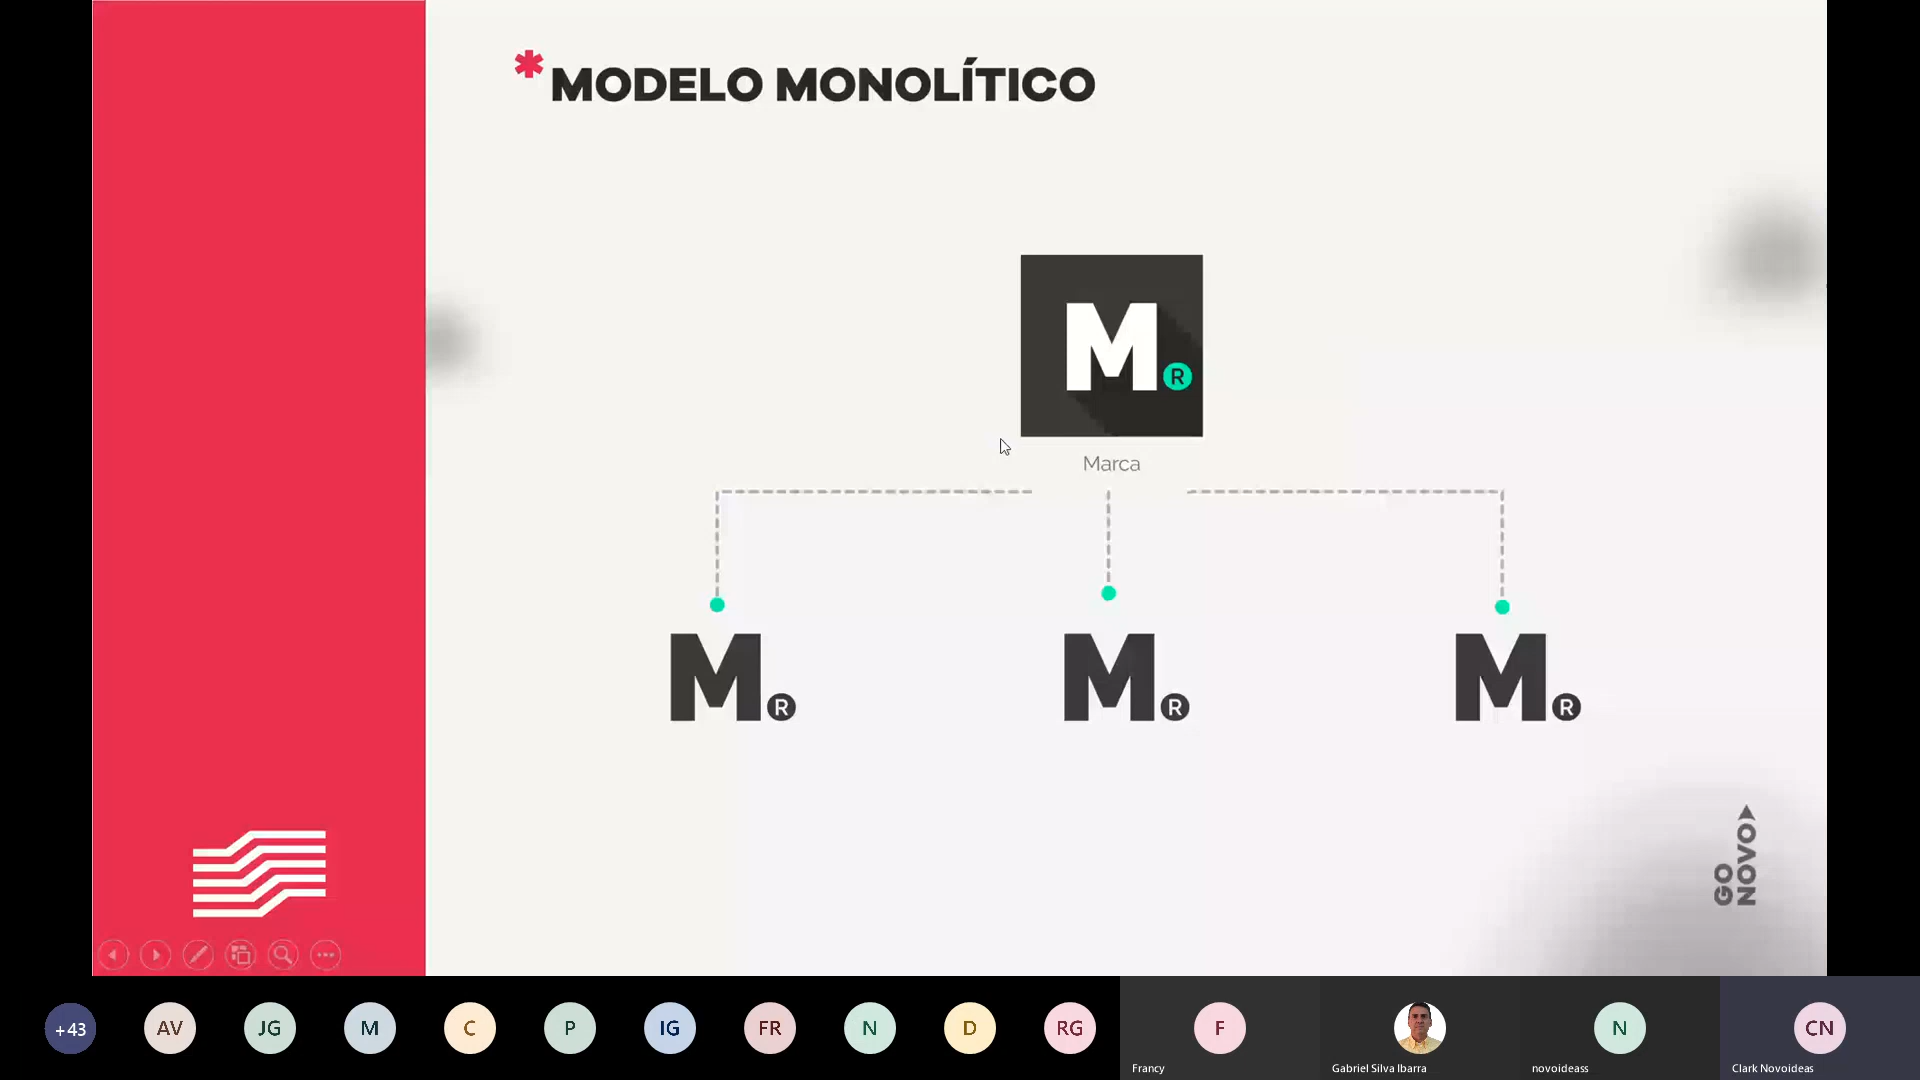 *MODELO MONOLÍTICO
M®
Marca
M®
M®
M®
GO
NOVO
+43
AV
JG
M
C
P
IG
FR
N
D
RG
F
N
CN
Francy
Gabriel Silva Ibarra
novoideass
Clark Novoideas